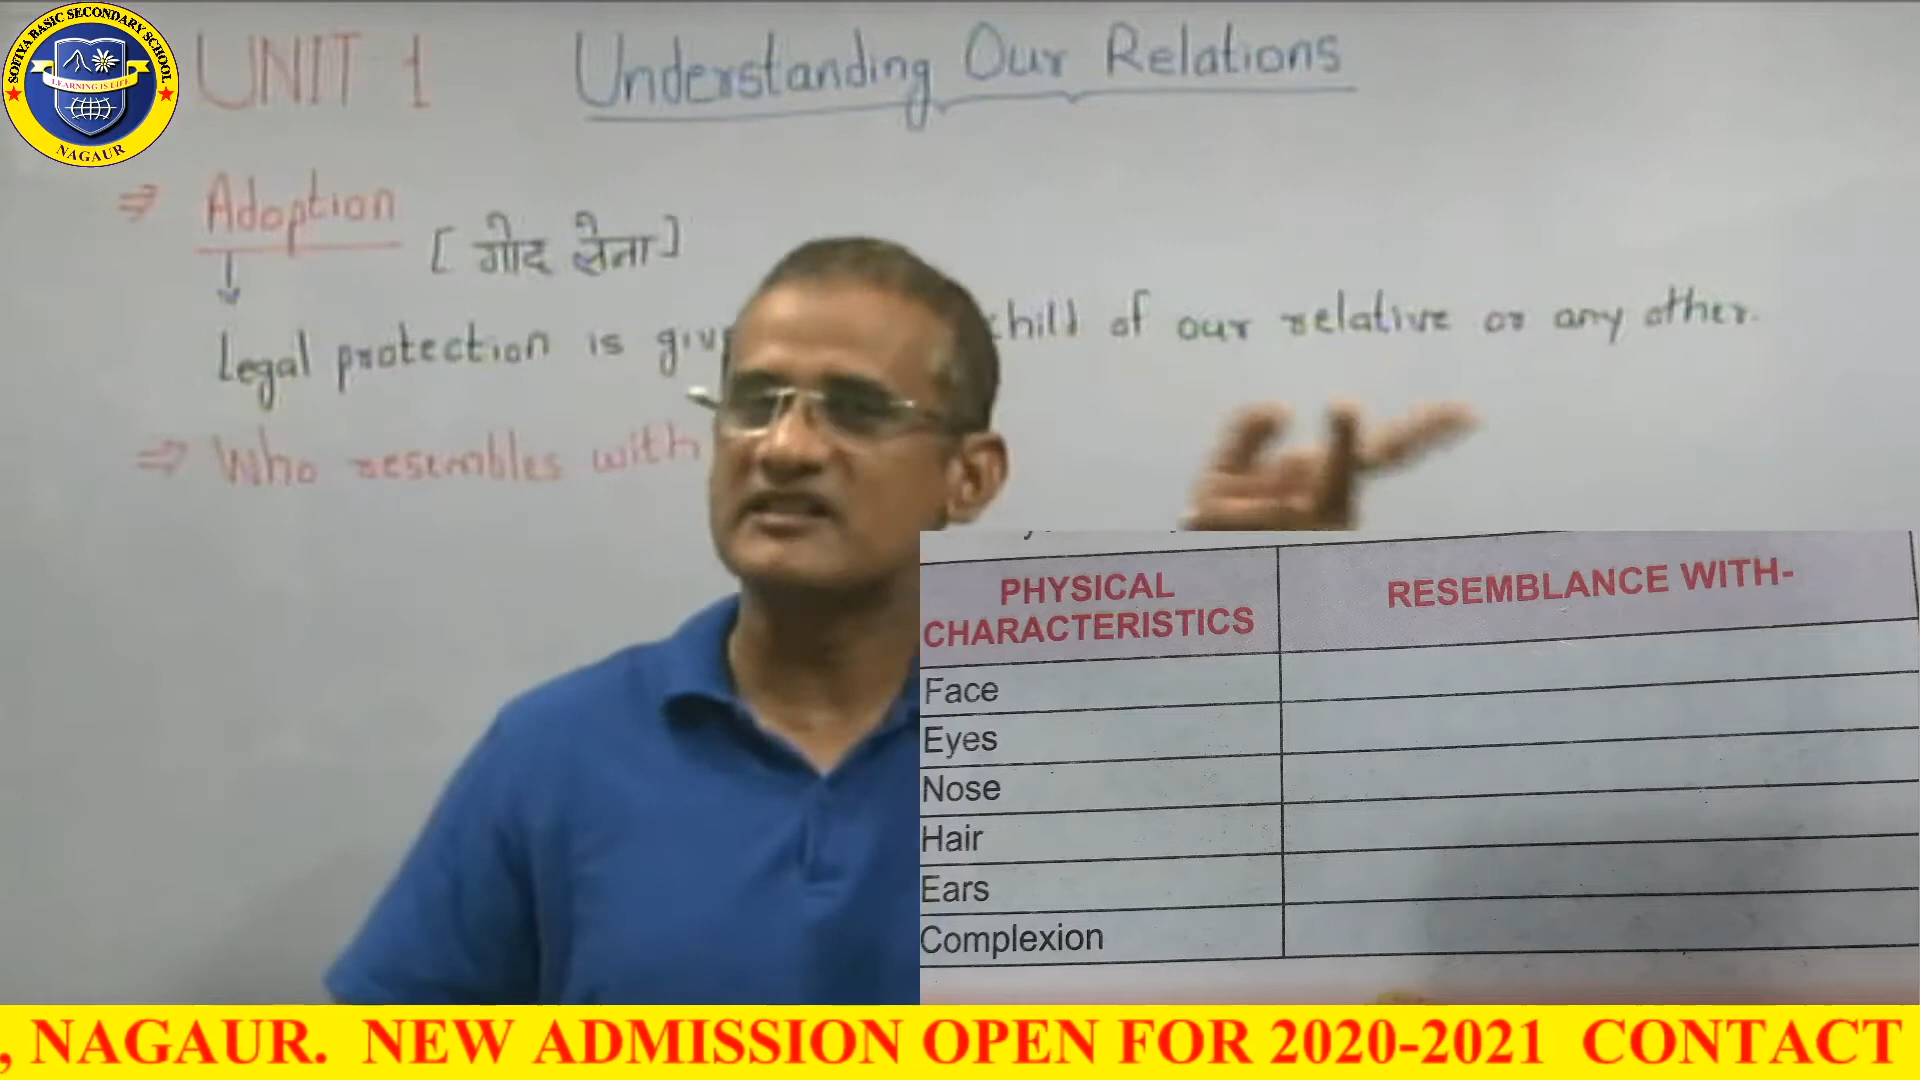 SOFIYA BASIC SECONDARY SCHOOL
LEARNING IS LIFE
NAGAUR
UNIT 1 Understanding Our Relations
⇒ Adoption [ गोद लेना ]
Legal protection is giv child of our relative or any other.
⇒ Who resembles with
PHYSICAL CHARACTERISTICS RESEMBLANCE WITH-
Face
Eyes
Nose
Hair
Ears
Complexion
, NAGAUR. NEW ADMISSION OPEN FOR 2020-2021 CONTACT